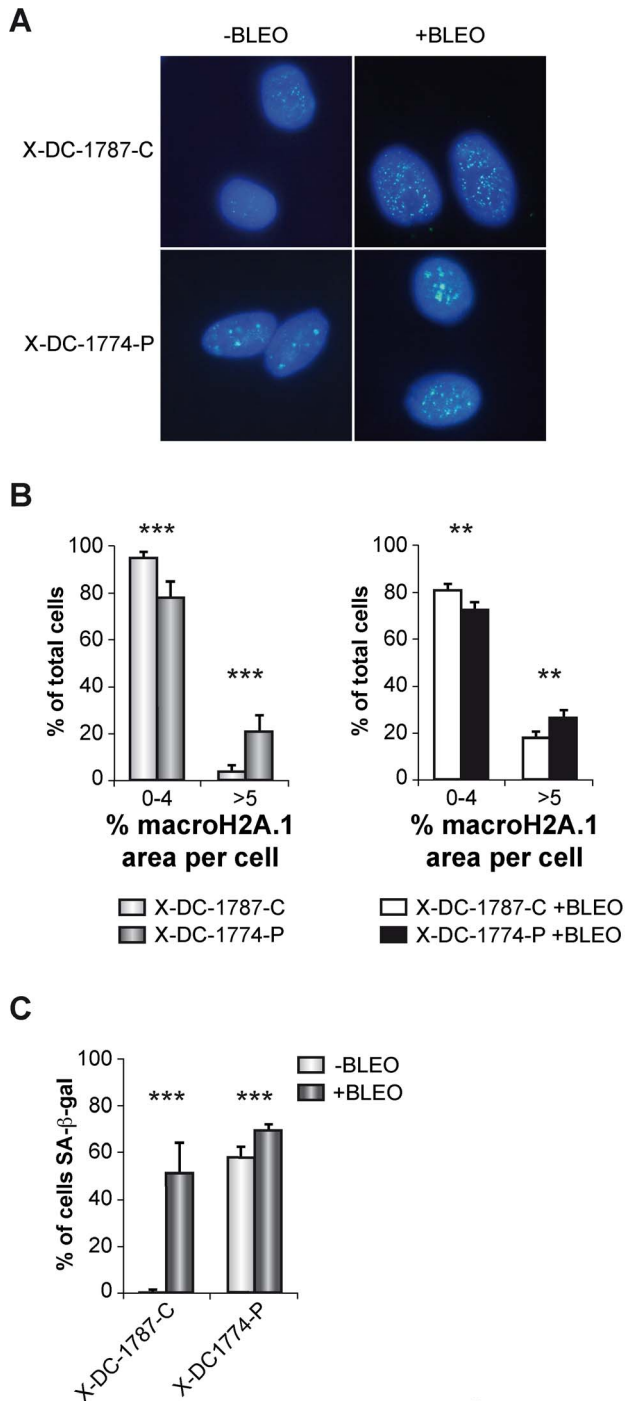 A
-BLEO +BLEO
X-DC-1787-C
X-DC-1774-P
B
***
***
% of total cells
100
80
60
40
20
0
0-4 >5
% macroH2A.1
area per cell
X-DC-1787-C
X-DC-1774-P
**
**
% of total cells
100
80
60
40
20
0
0-4 >5
% macroH2A.1
area per cell
X-DC-1787-C +BLEO
X-DC-1774-P +BLEO
C
% of cells SA-β-gal
100
80
60
40
20
0
*** ***
-BLEO
+BLEO
X-DC-1787-C
X-DC1774-P